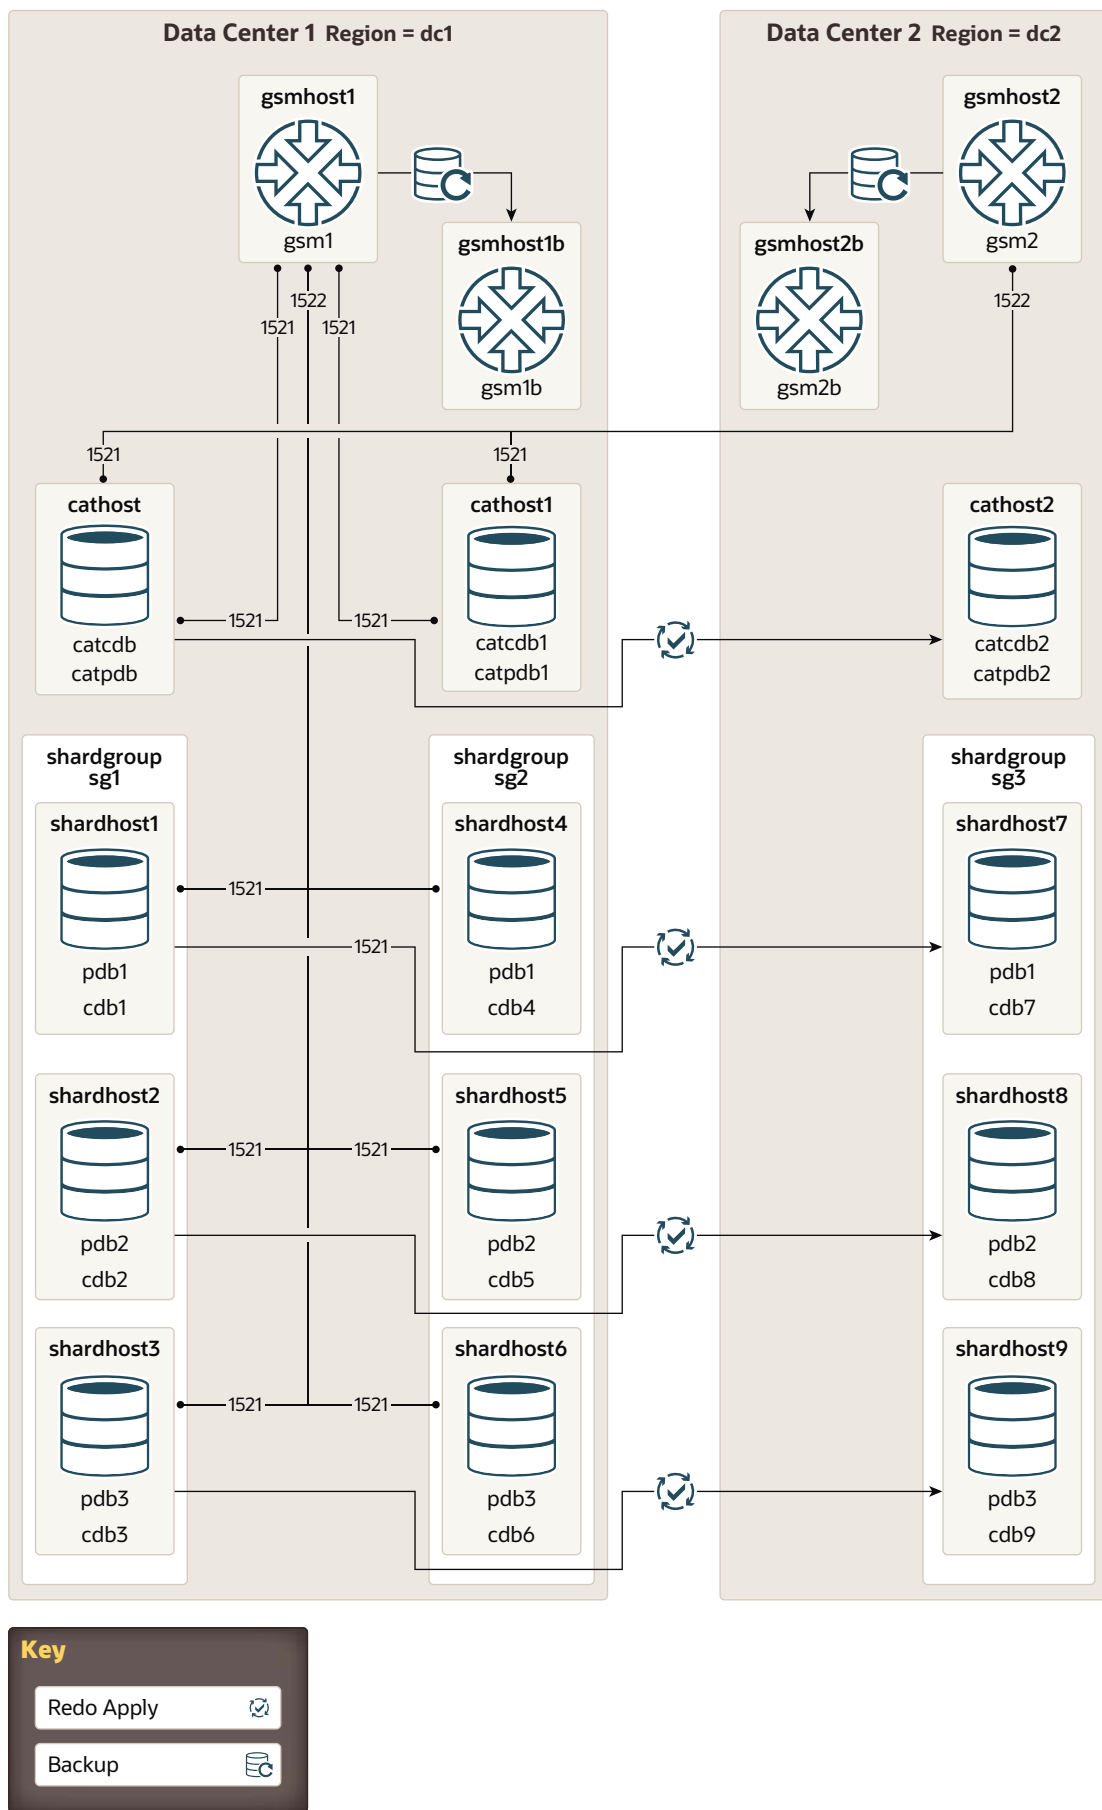 Data Center 1 Region = dc1
Data Center 2 Region = dc2
gsmhost1
gsm1
gsmhost1b
gsm1b
gsmhost2
gsm2
gsmhost2b
gsm2b
1522
1521
1521
1522
1521
1521
cathost
catcdb
catpdb
1521
1521
cathost1
catcdb1
catpdb1
cathost2
catcdb2
catpdb2
shardgroup
sg1
shardgroup
sg2
shardgroup
sg3
shardhost1
pdb1
cdb1
1521
1521
shardhost4
pdb1
cdb4
shardhost7
pdb1
cdb7
shardhost2
pdb2
cdb2
1521
1521
shardhost5
pdb2
cdb5
shardhost8
pdb2
cdb8
shardhost3
pdb3
cdb3
1521
1521
shardhost6
pdb3
cdb6
shardhost9
pdb3
cdb9
Key
Redo Apply
Backup